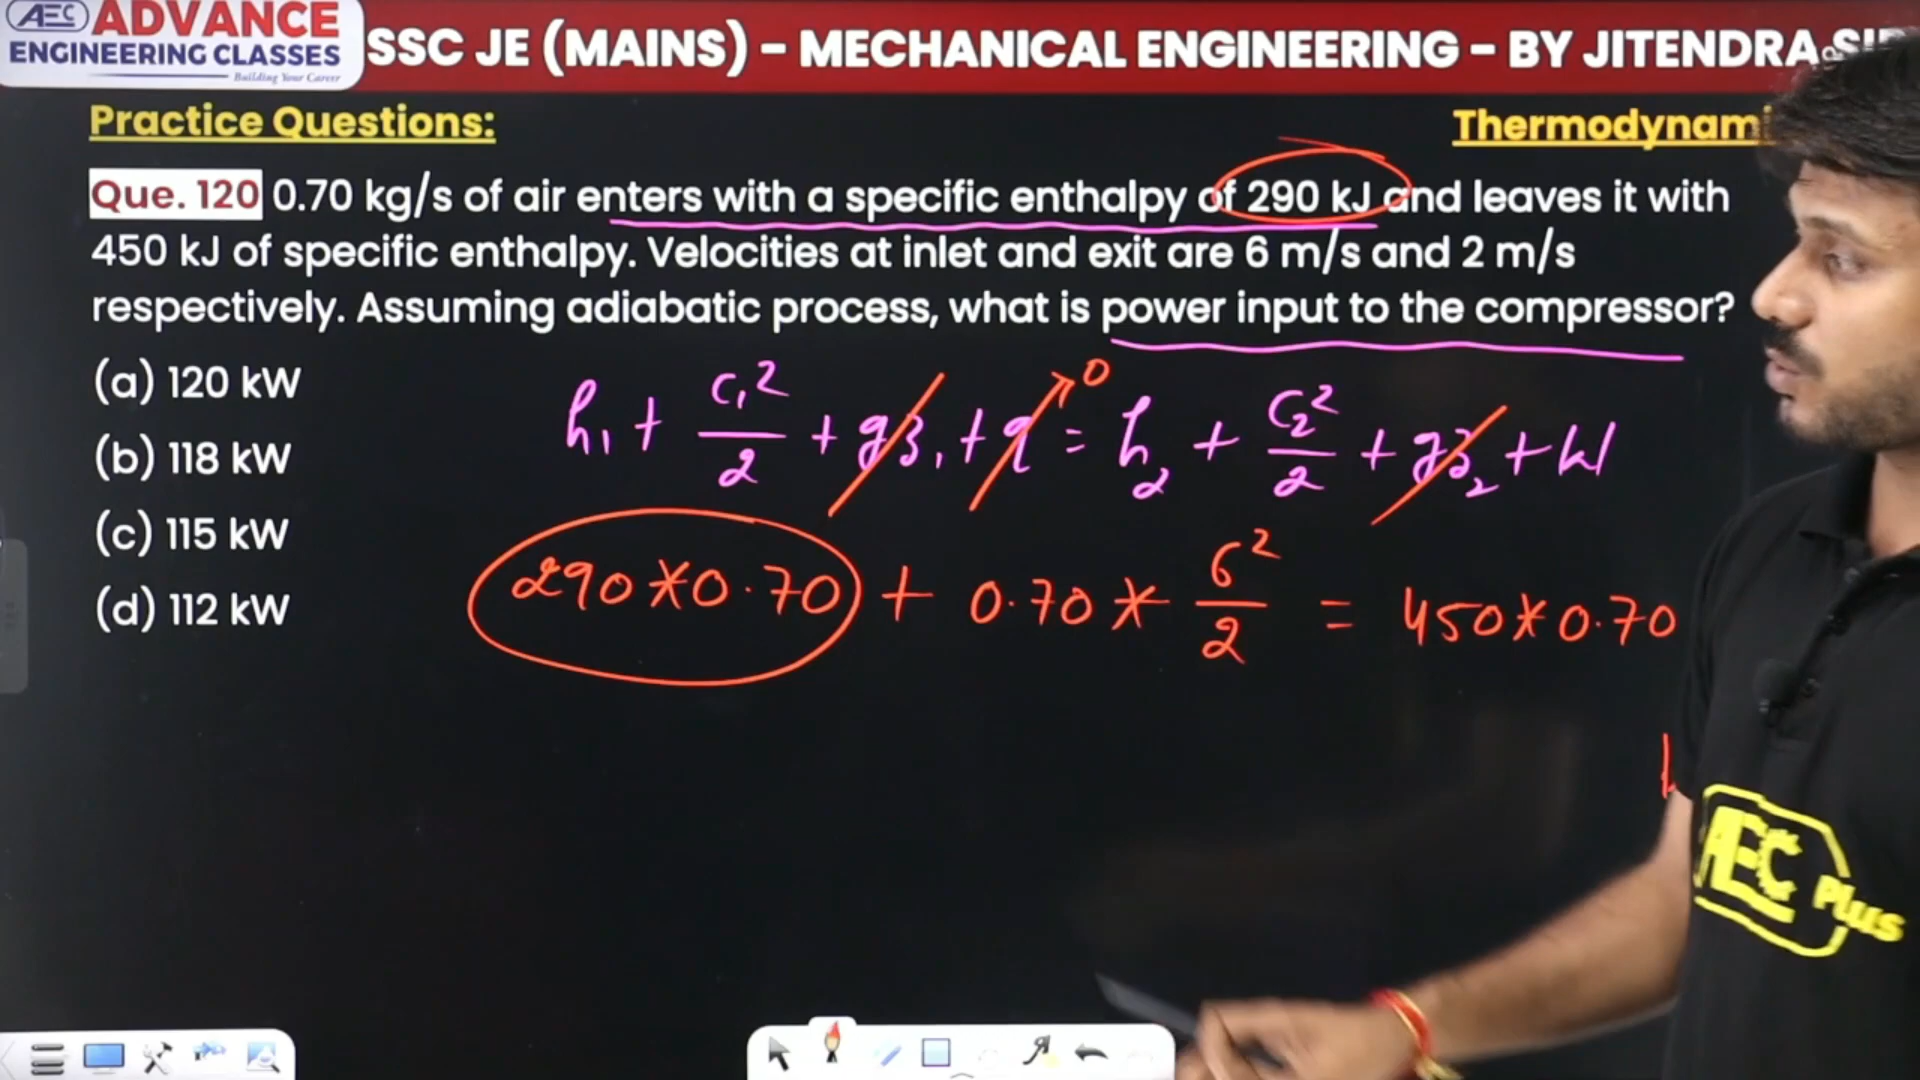 AEC ADVANCE
ENGINEERING CLASSES
Building Your Career
SSC JE (MAINS) - MECHANICAL ENGINEERING - BY JITENDRA SIR
Practice Questions:
Thermodynami
Que. 120 0.70 kg/s of air enters with a specific enthalpy of 290 kJ and leaves it with
450 kJ of specific enthalpy. Velocities at inlet and exit are 6 m/s and 2 m/s
respectively. Assuming adiabatic process, what is power input to the compressor?
(a) 120 kW
(b) 118 kW
(c) 115 kW
(d) 112 kW
h₁ + c₁²/2 + gz₁ + q = h₂ + c₂²/2 + gz₂ + W
0
290*0.70 + 0.70 * 6²/2 = 450*0.70
AEC Plus